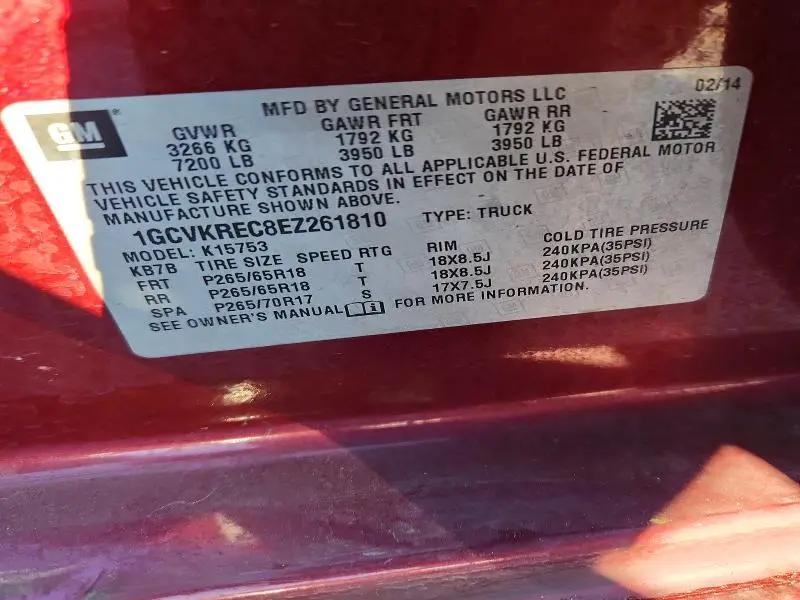 GM®
MFD BY GENERAL MOTORS LLC 02/14
GVWR GAWR FRT GAWR RR
3266 KG 1792 KG 1792 KG
7200 LB 3950 LB 3950 LB
THIS VEHICLE CONFORMS TO ALL APPLICABLE U.S. FEDERAL MOTOR
VEHICLE SAFETY STANDARDS IN EFFECT ON THE DATE OF
MANUFACTURE SHOWN ABOVE.
1GCVKREC8EZ261810 TYPE: TRUCK
MODEL: K15753
KB7B TIRE SIZE SPEED RTG RIM COLD TIRE PRESSURE
FRT P265/65R18 T 18X8.5J 240KPA(35PSI)
RR P265/65R18 T 18X8.5J 240KPA(35PSI)
SPA P265/70R17 S 17X7.5J 240KPA(35PSI)
SEE OWNER'S MANUAL FOR MORE INFORMATION.